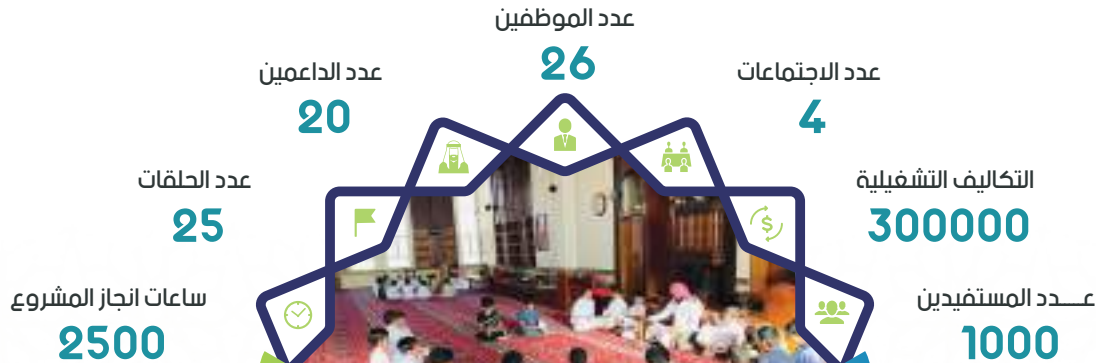 عدد الموظفين
26
عدد الاجتماعات
4
عدد الداعمين
20
التكاليف التشغيلية
300000
عدد الحلقات
25
عـــدد المستفيدين
1000
ساعات انجاز المشروع
2500